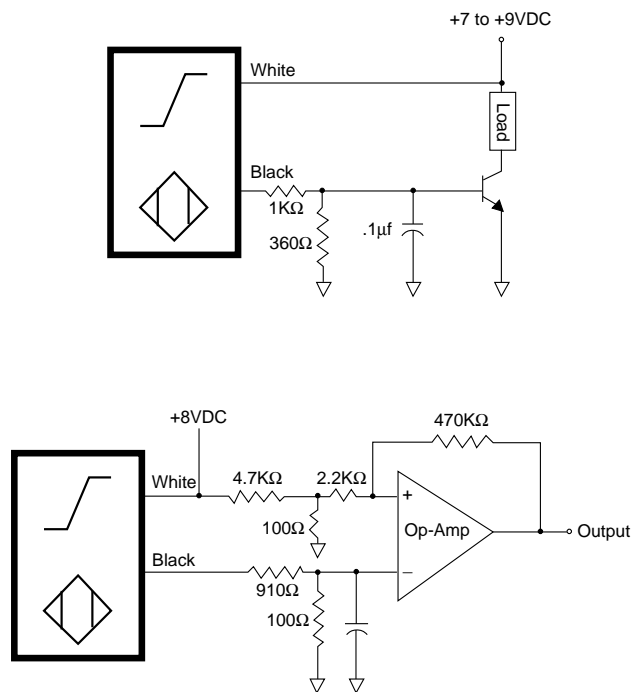 +7 to +9VDC
White
Load
Black
1KΩ
360Ω
.1µf
+8VDC
470KΩ
White
4.7KΩ
2.2KΩ
+
100Ω
Op-Amp
Output
Black
–
910Ω
100Ω